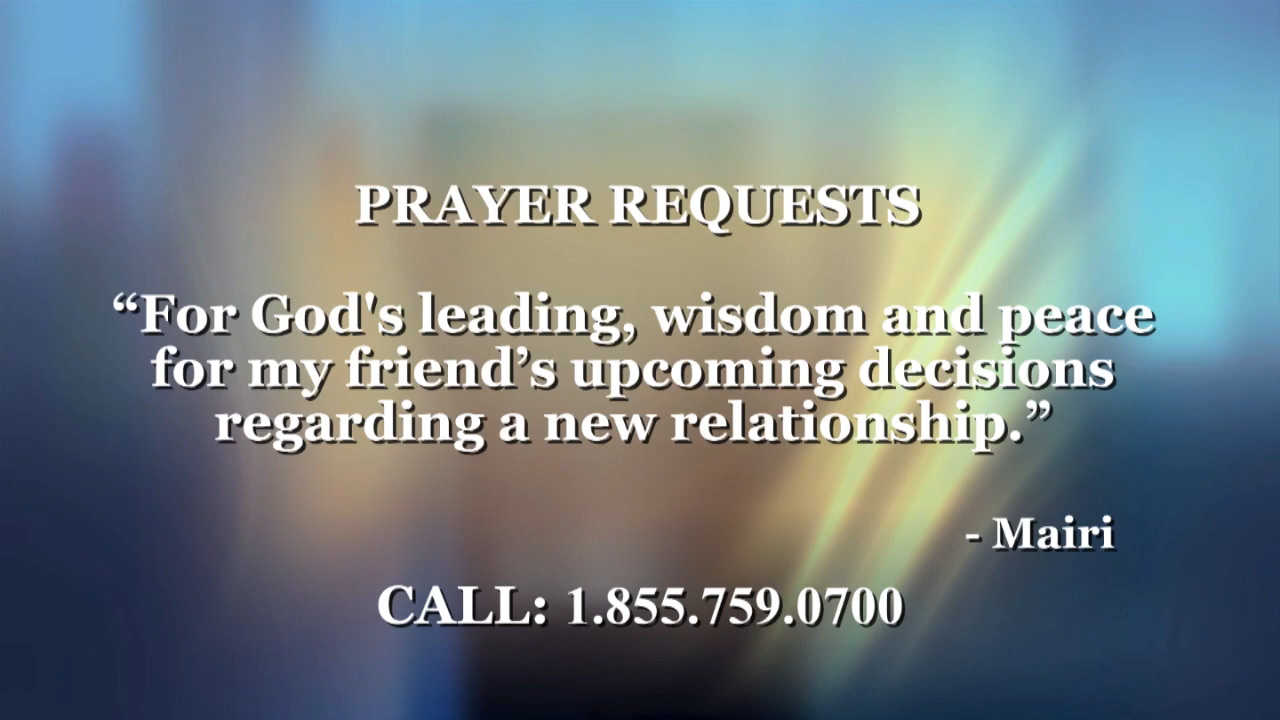 PRAYER REQUESTS
“For God's leading, wisdom and peace
for my friend’s upcoming decisions
regarding a new relationship.”
- Mairi
CALL: 1.855.759.0700